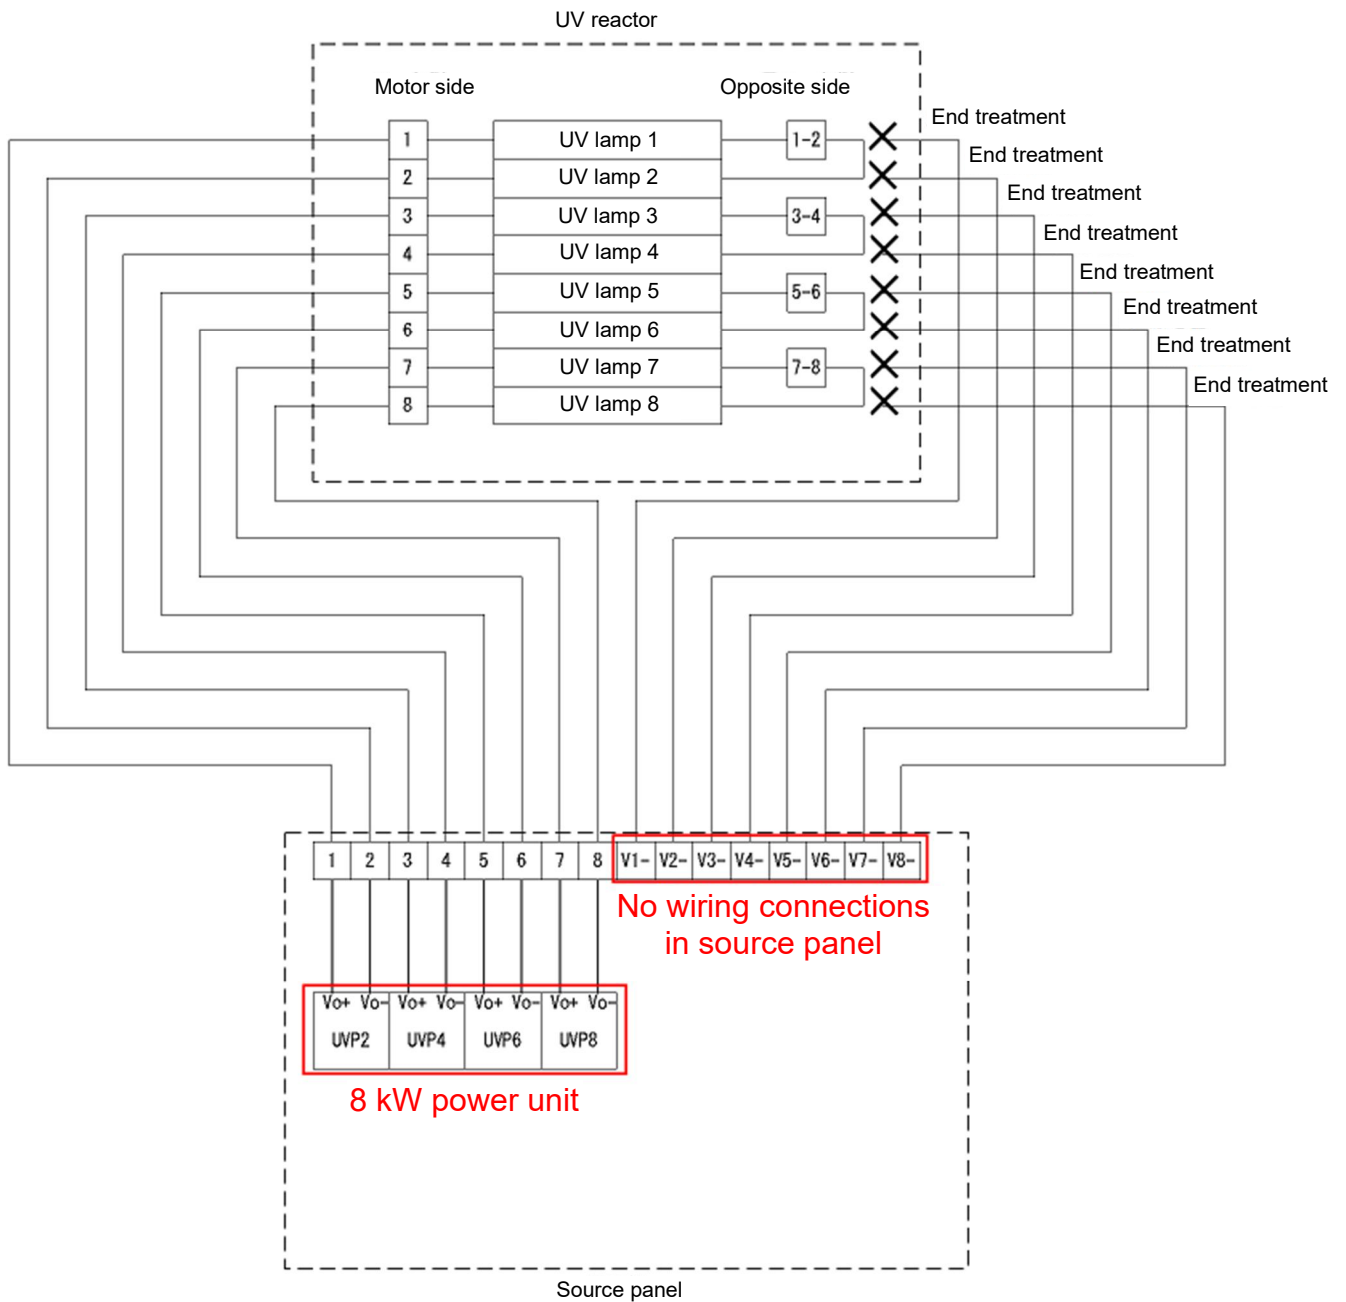 UV reactor
Motor side
Opposite side
End treatment
1
UV lamp 1
1-2
End treatment
2
UV lamp 2
End treatment
3
UV lamp 3
3-4
End treatment
4
UV lamp 4
End treatment
5
UV lamp 5
5-6
End treatment
6
UV lamp 6
End treatment
7
UV lamp 7
7-8
End treatment
8
UV lamp 8
1 2 3 4 5 6 7 8 V1- V2- V3- V4- V5- V6- V7- V8-
No wiring connections
in source panel
Vo+ Vo- Vo+ Vo- Vo+ Vo- Vo+ Vo-
UVP2 UVP4 UVP6 UVP8
8 kW power unit
Source panel